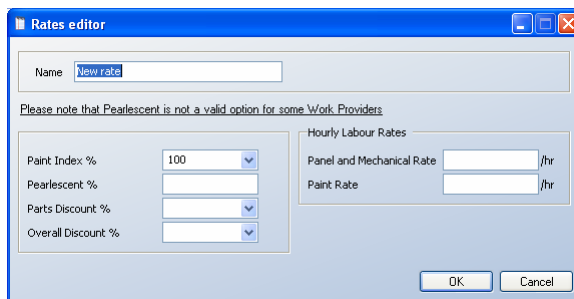 Rates editor
Name New rate
Please note that Pearlescent is not a valid option for some Work Providers
Hourly Labour Rates
Paint Index % 100
Panel and Mechanical Rate /hr
Pearlescent %
Paint Rate /hr
Parts Discount %
Overall Discount %
OK Cancel